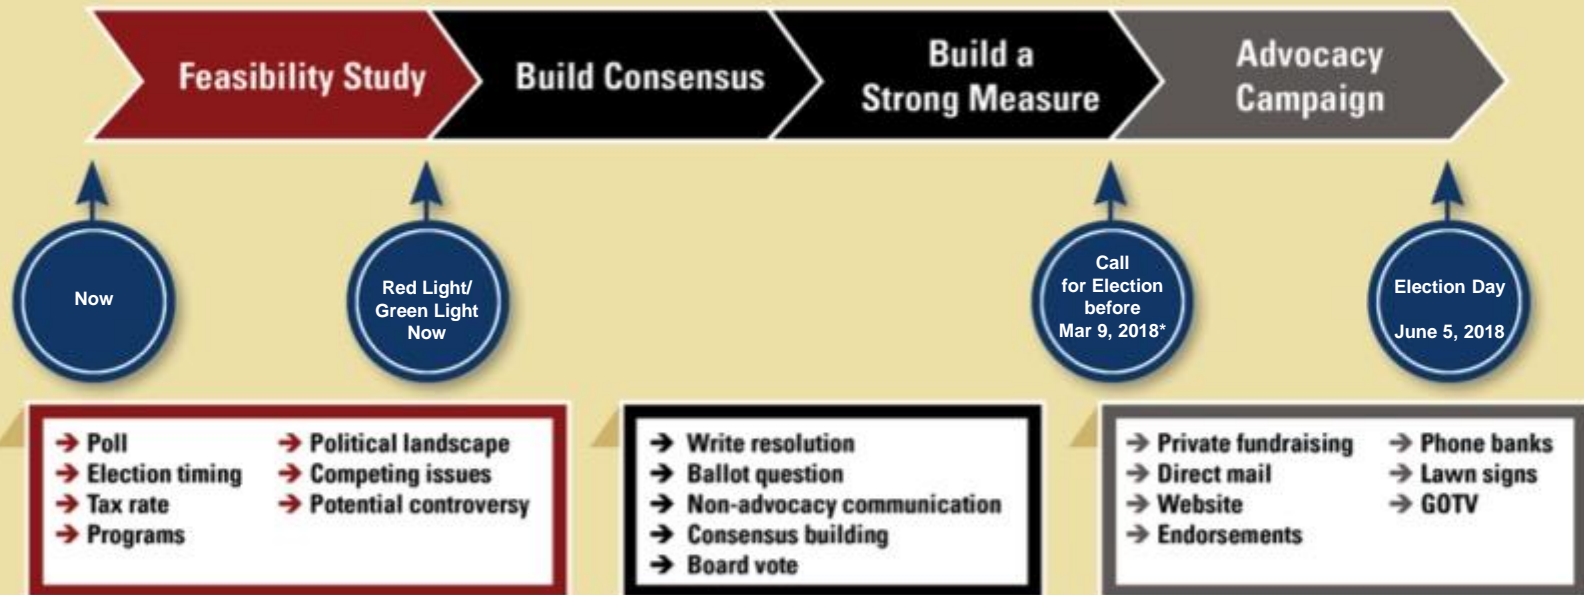 Feasibility Study
Build Consensus
Build a
Strong Measure
Advocacy
Campaign
Now
Red Light/
Green Light
Now
Call
for Election
before
Mar 9, 2018*
Election Day
June 5, 2018
➔ Poll
➔ Election timing
➔ Tax rate
➔ Programs
➔ Political landscape
➔ Competing issues
➔ Potential controversy
➔ Write resolution
➔ Ballot question
➔ Non-advocacy communication
➔ Consensus building
➔ Board vote
➔ Private fundraising
➔ Direct mail
➔ Website
➔ Endorsements
➔ Phone banks
➔ Lawn signs
➔ GOTV